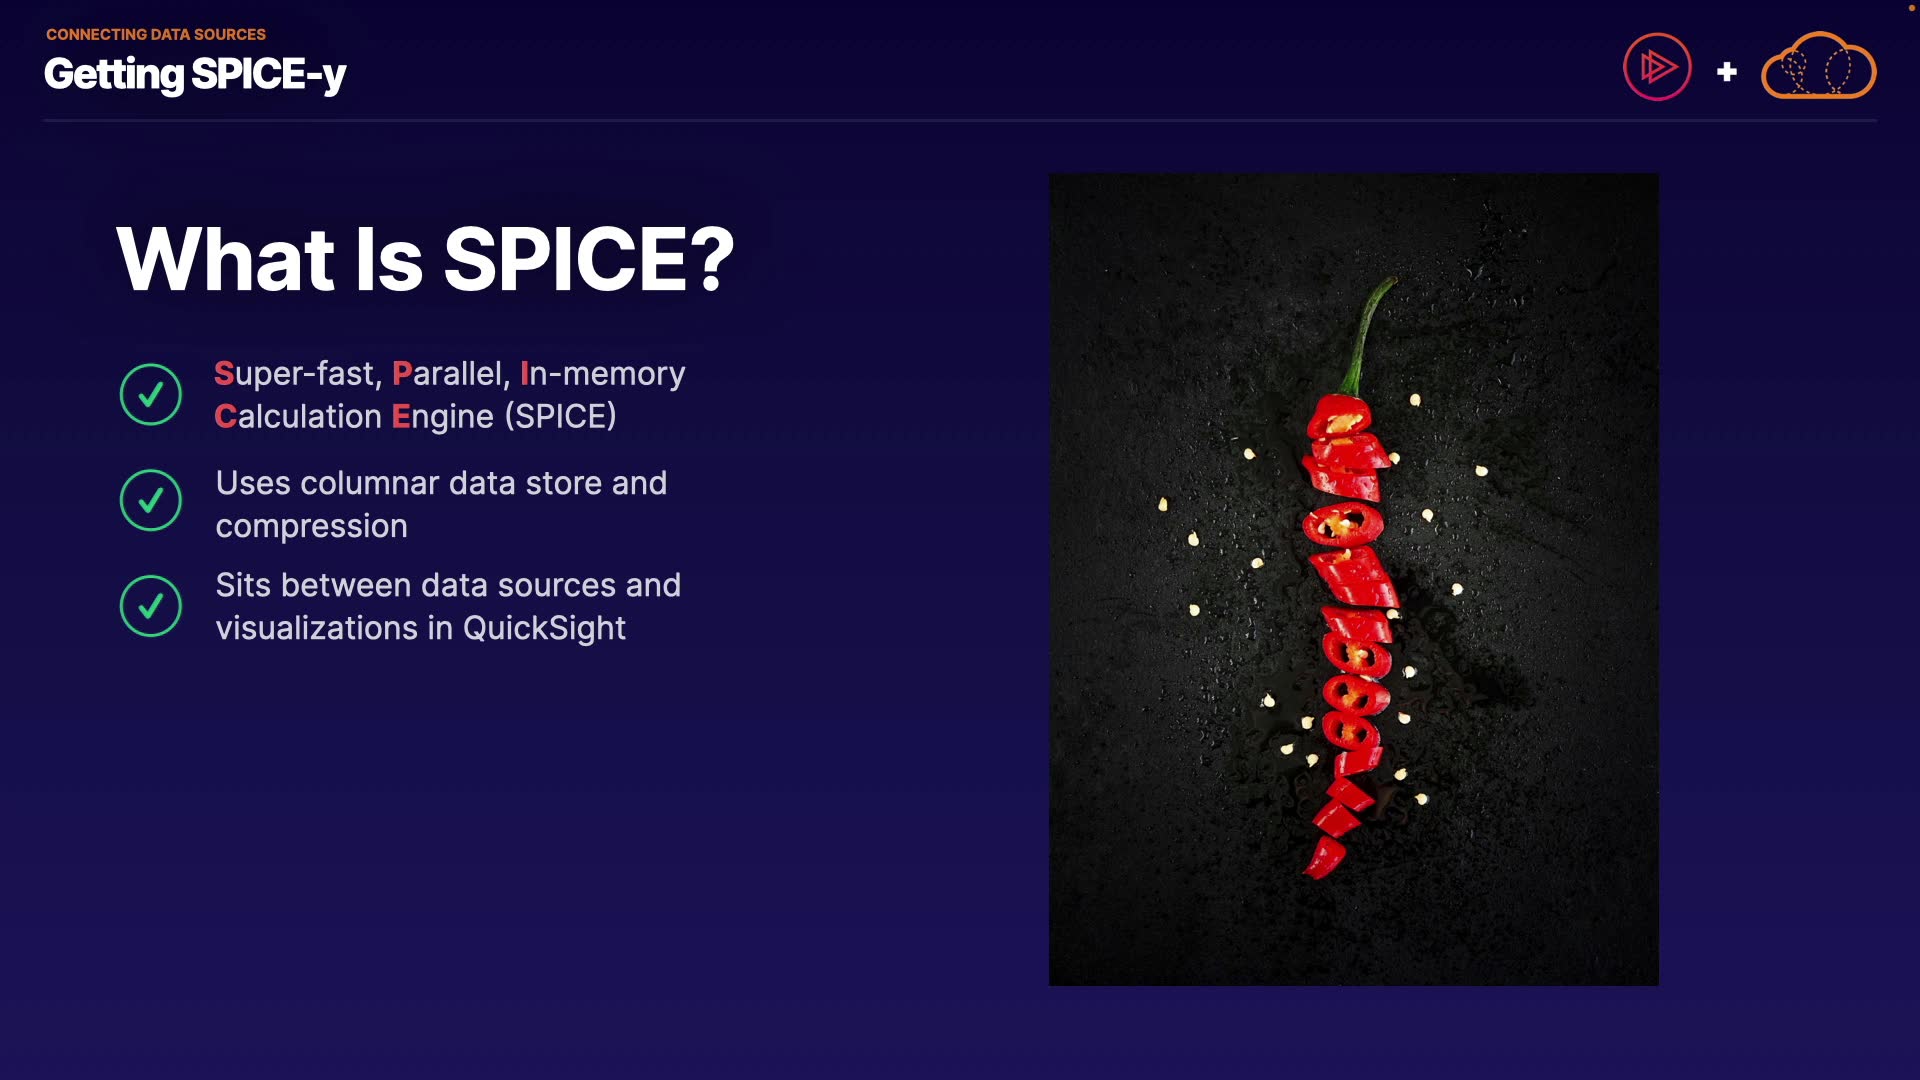 CONNECTING DATA SOURCES
Getting SPICE-y
What Is SPICE?
Super-fast, Parallel, In-memory
Calculation Engine (SPICE)
Uses columnar data store and
compression
Sits between data sources and
visualizations in QuickSight